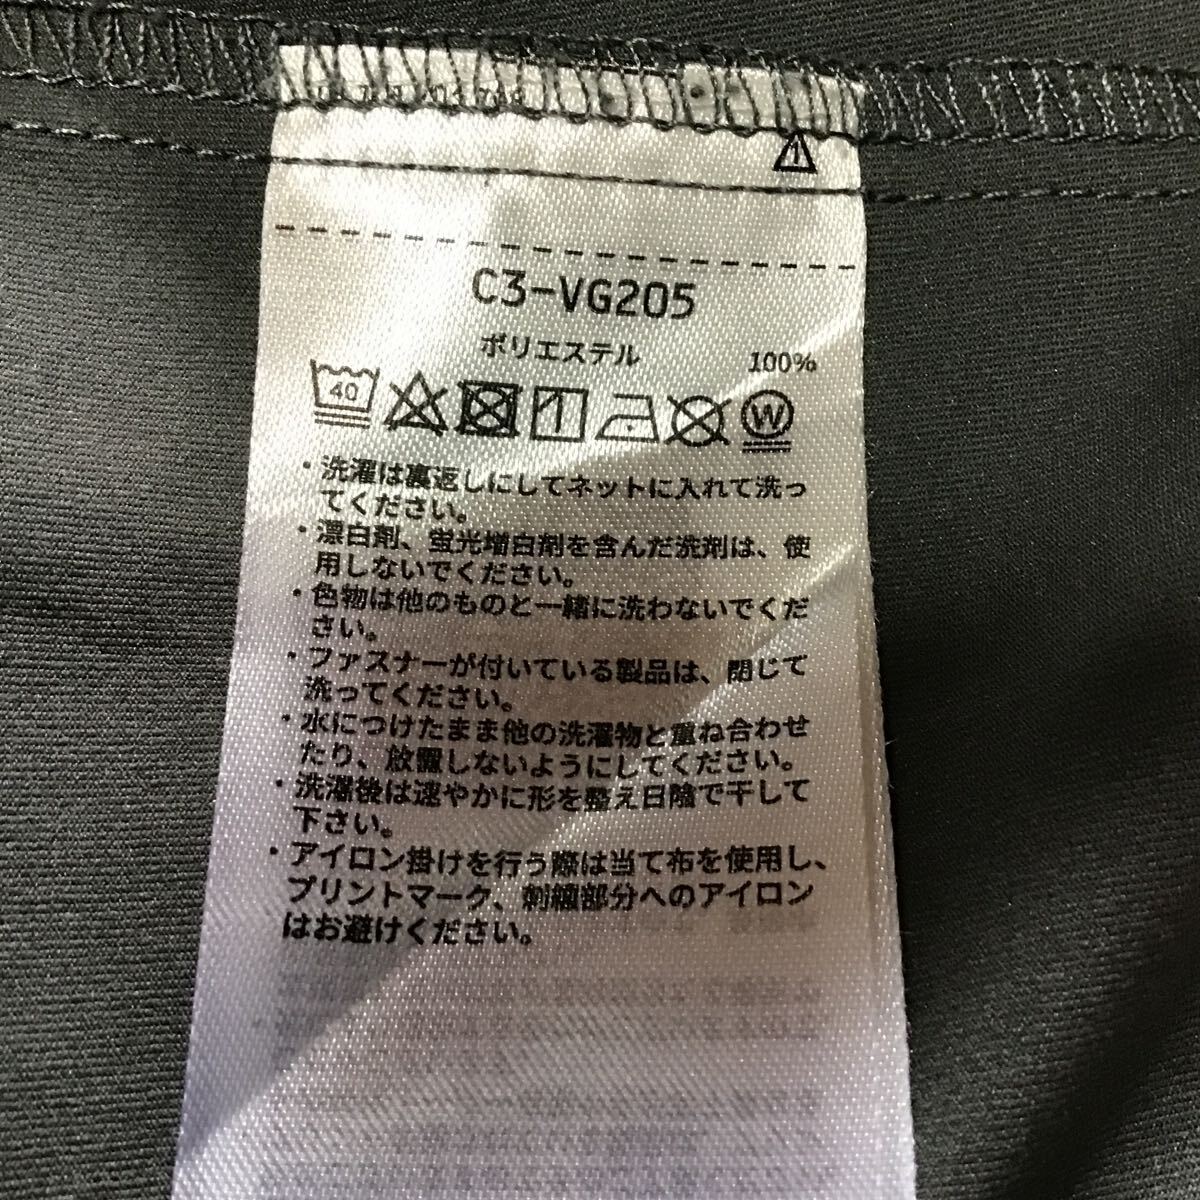 C3-VG205
ポリエステル 100%
40 W
・洗濯は裏返しにしてネットに入れて洗っ
てください。
・漂白剤、蛍光増白剤を含んだ洗剤は、使
用しないでください。
・色物は他のものと一緒に洗わないでくだ
さい。
・ファスナーが付いている製品は、閉じて
洗ってください。
・水につけたまま他の洗濯物と重ね合わせ
たり、放置しないようにしてください。
・洗濯後は速やかに形を整え日陰で干して
下さい。
・アイロン掛けを行う際は当て布を使用し、
プリントマーク、刺繍部分へのアイロン
はお避けください。